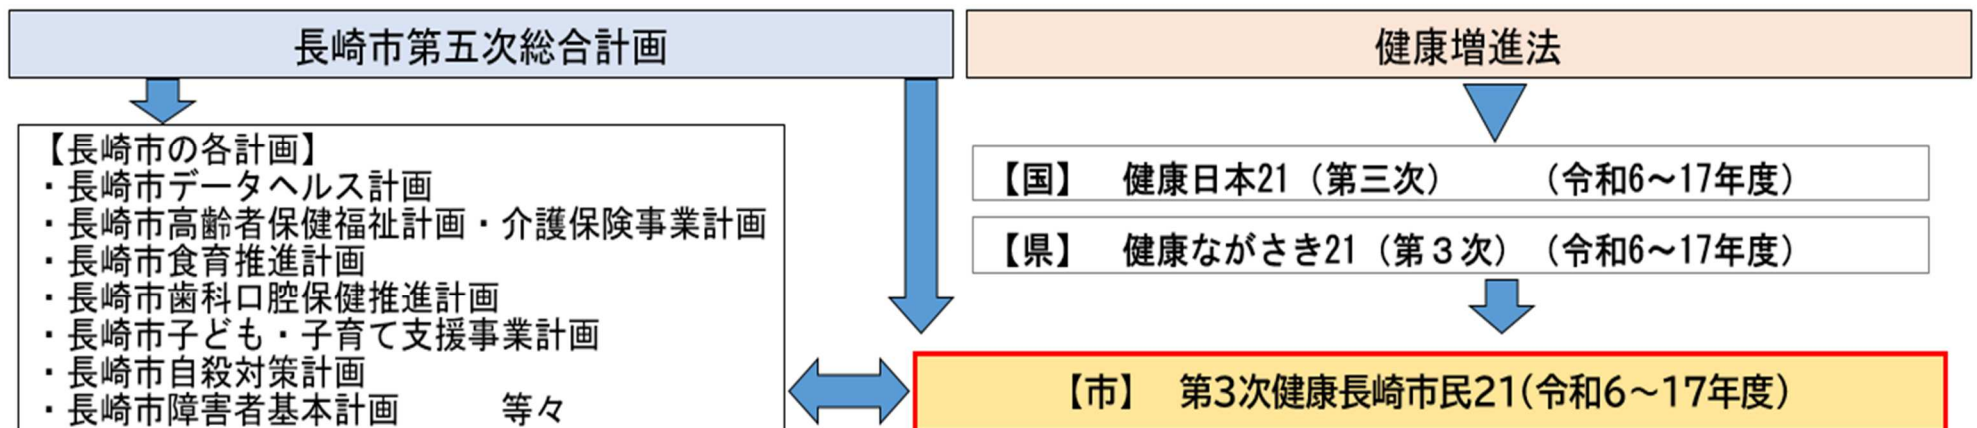 長崎市第五次総合計画
健康増進法
【長崎市の各計画】
・長崎市データヘルス計画
・長崎市高齢者保健福祉計画・介護保険事業計画
・長崎市食育推進計画
・長崎市歯科口腔保健推進計画
・長崎市子ども・子育て支援事業計画
・長崎市自殺対策計画
・長崎市障害者基本計画　　　等々
【国】　健康日本21（第三次）　　　（令和6～17年度）
【県】　健康ながさき21（第３次）　（令和6～17年度）
【市】　第3次健康長崎市民21(令和6～17年度)